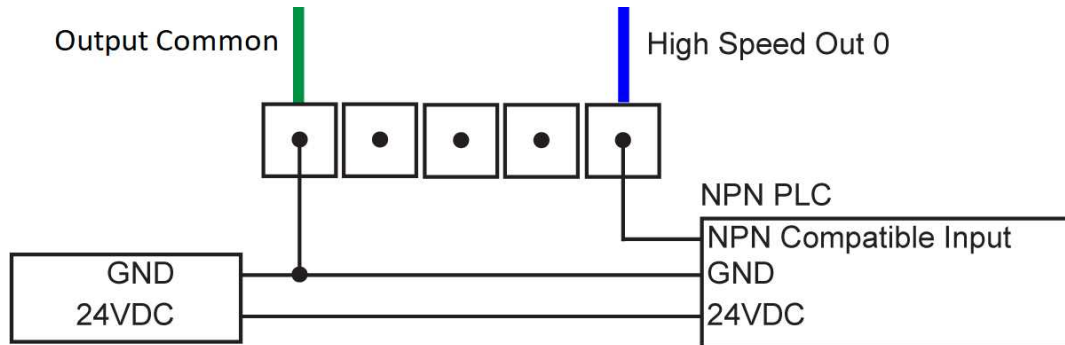 Output Common
High Speed Out 0
NPN PLC
NPN Compatible Input
GND
GND
24VDC
24VDC